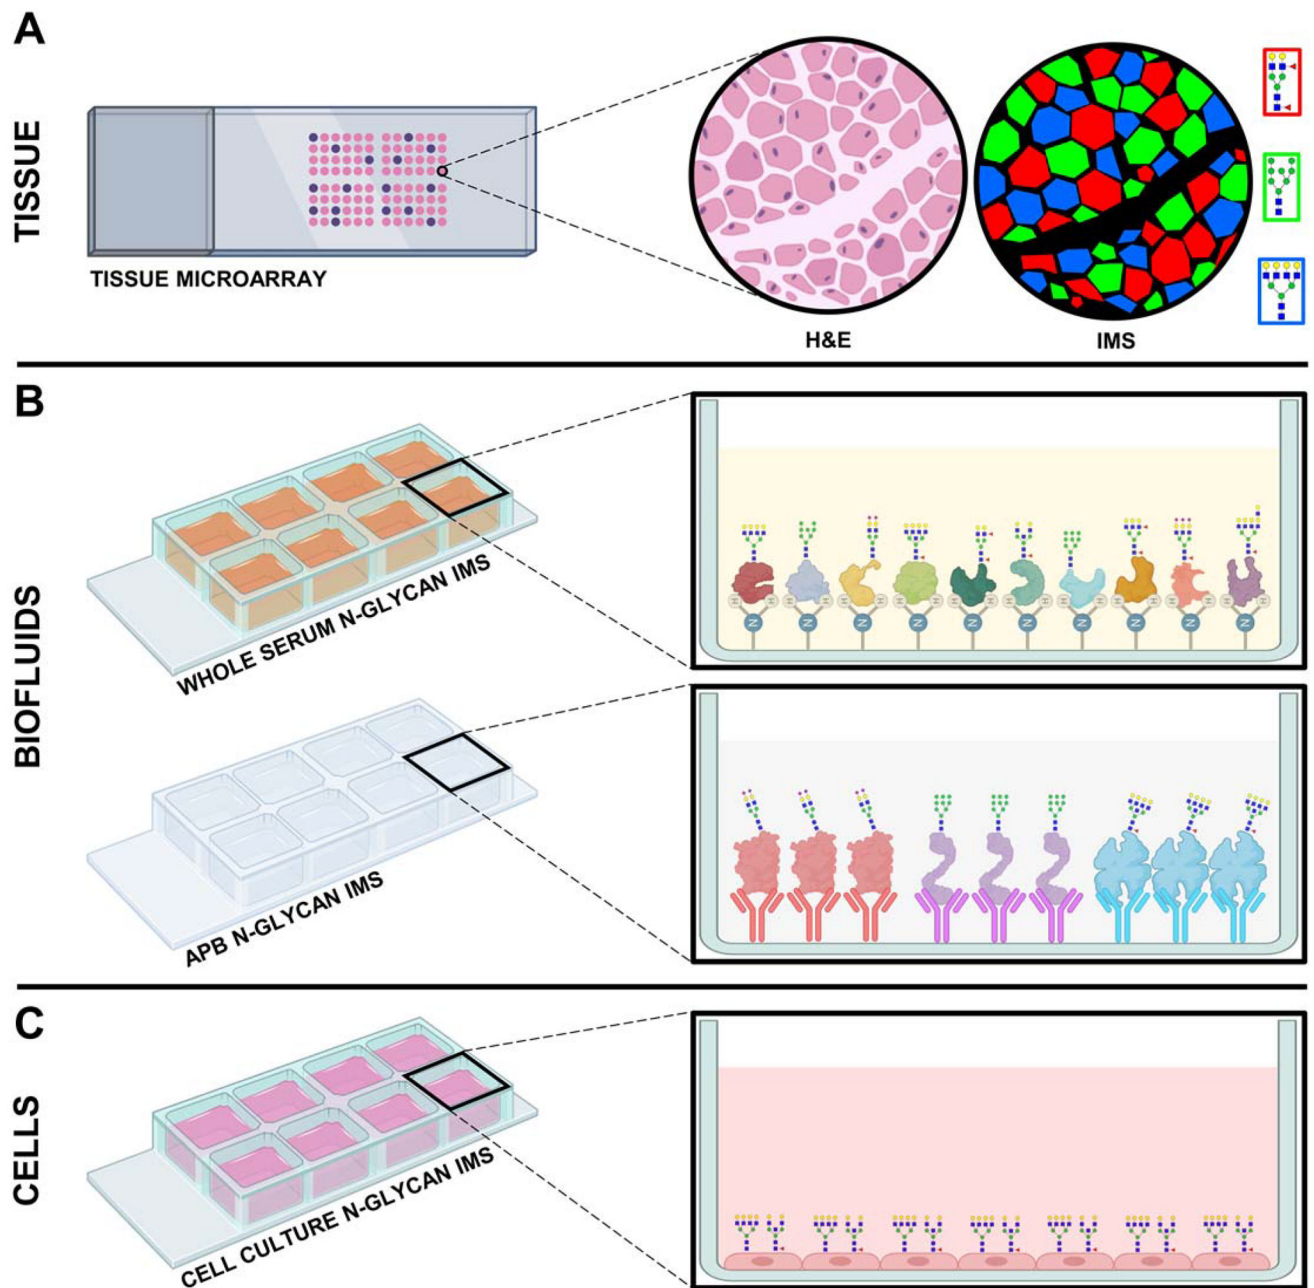 A
TISSUE
TISSUE MICROARRAY
H&E
IMS
B
BIOFLUIDS
WHOLE SERUM N-GLYCAN IMS
N N N N N N N N N N
APB N-GLYCAN IMS
C
CELLS
CELL CULTURE N-GLYCAN IMS